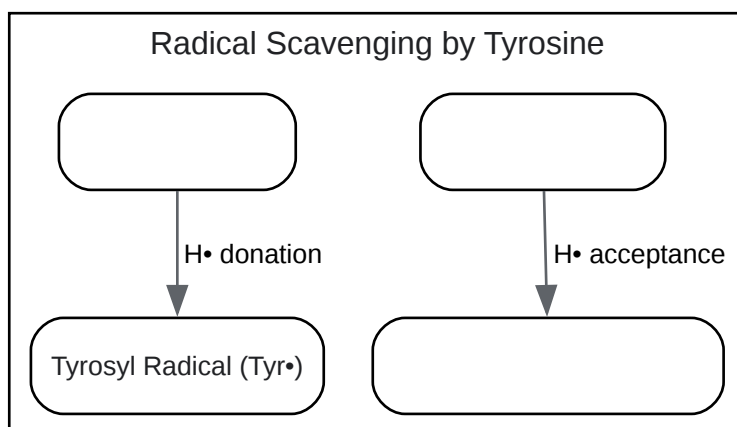 Radical Scavenging by Tyrosine
H• donation
H• acceptance
Tyrosyl Radical (Tyr•)